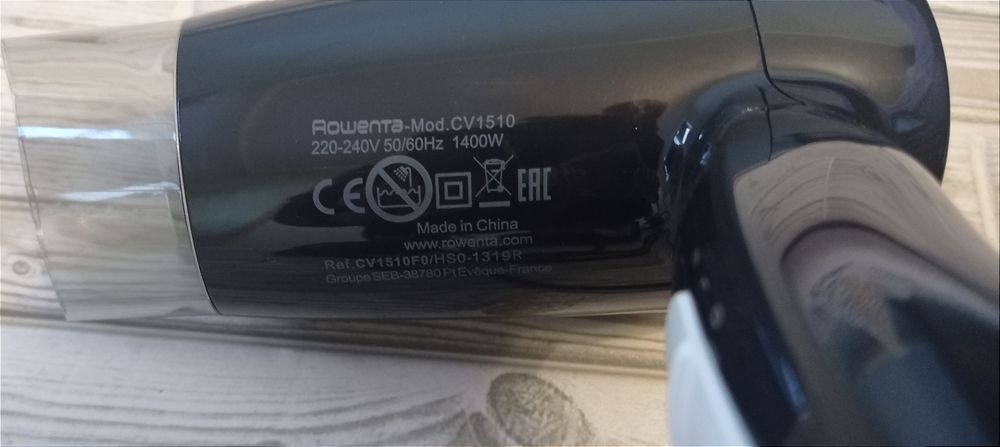 Rowenta-Mod.CV1510
220-240V 50/60Hz 1400W
CE EAC
Made in China
www.rowenta.com
Ref.CV1510F0/HS0-1319R
Groupe SEB-38780 Pt Evêque-France